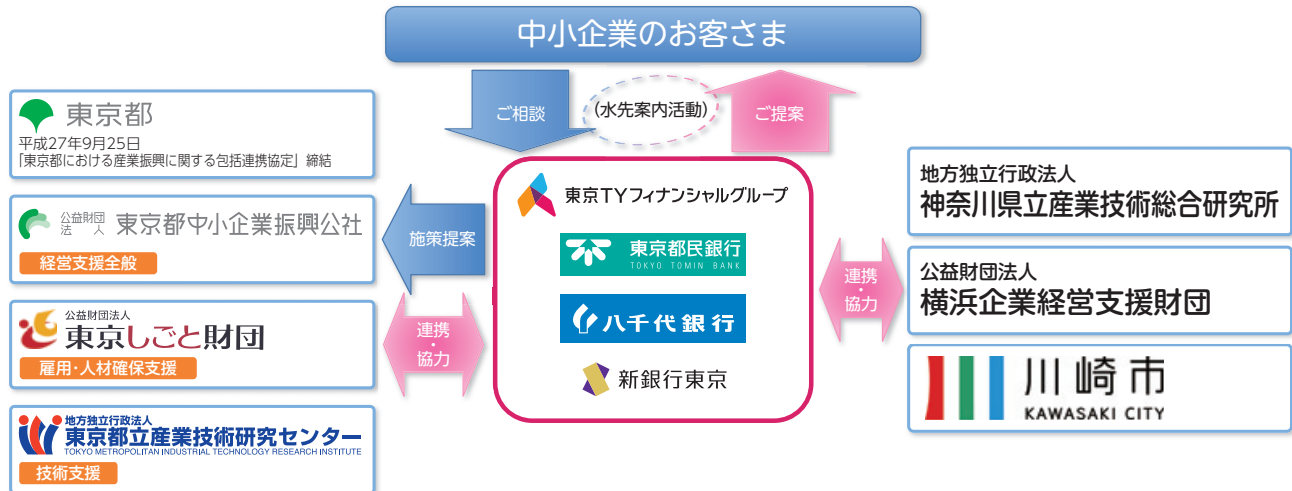 中小企業のお客さま
ご相談
(水先案内活動)
ご提案
東京都
平成27年9月25日
「東京都における産業振興に関する包括連携協定」締結
公益財団
法　人
東京都中小企業振興公社
経営支援全般
公益財団法人
東京しごと財団
雇用・人材確保支援
地方独立行政法人
東京都立産業技術研究センター
TOKYO METROPOLITAN INDUSTRIAL TECHNOLOGY RESEARCH INSTITUTE
技術支援
施策提案
連携
・
協力
東京TYフィナンシャルグループ
東京都民銀行
TOKYO TOMIN BANK
八千代銀行
新銀行東京
連携
・
協力
地方独立行政法人
神奈川県立産業技術総合研究所
公益財団法人
横浜企業経営支援財団
川崎市
KAWASAKI CITY